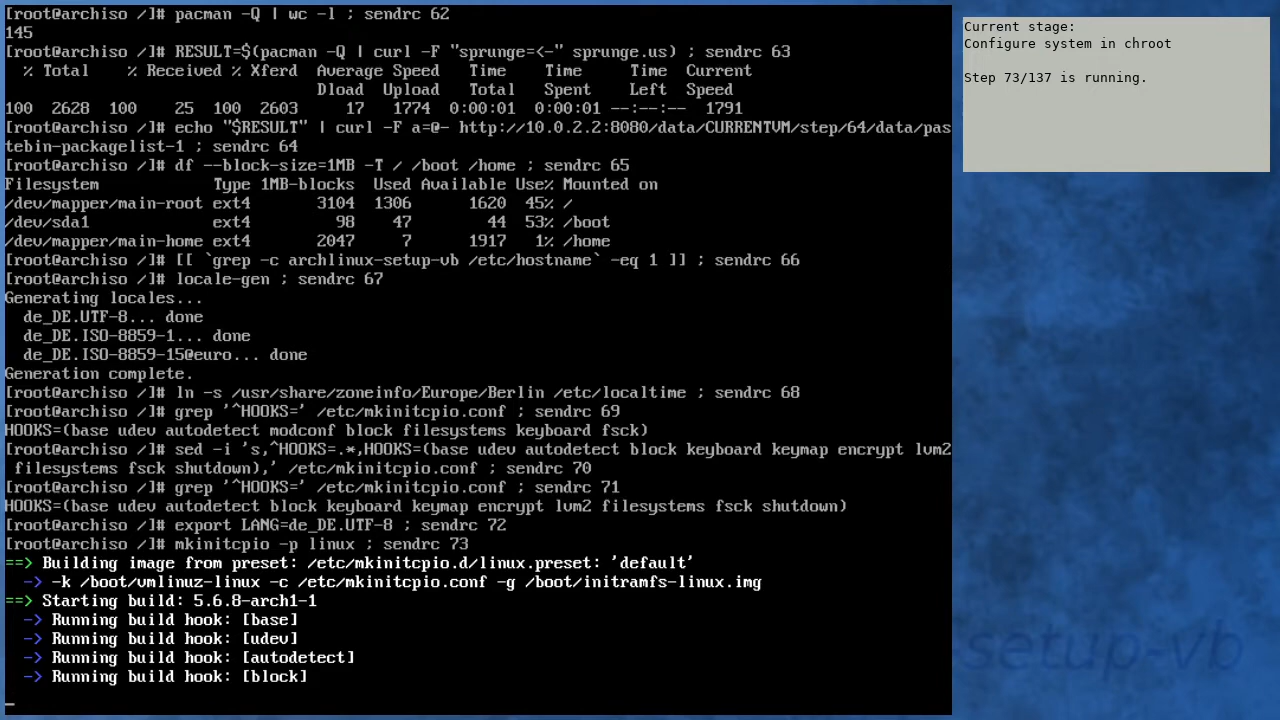 [root@archiso /]# pacman -Q | wc -l ; sendrc 62
145
[root@archiso /]# RESULT=$(pacman -Q | curl -F "sprunge=<-" sprunge.us) ; sendrc 63
  % Total    % Received % Xferd  Average Speed   Time    Time     Time  Current
                                 Dload  Upload   Total   Spent    Left  Speed
100  2628  100    25  100  2603     17   1774  0:00:01  0:00:01 --:--:--  1791
[root@archiso /]# echo "$RESULT" | curl -F a=@- http://10.0.2.2:8080/data/CURRENTVM/step/64/data/pas
tebin-packagelist-1 ; sendrc 64
[root@archiso /]# df --block-size=1MB -T / /boot /home ; sendrc 65
Filesystem            Type 1MB-blocks  Used Available Use% Mounted on
/dev/mapper/main-root ext4       3104  1306      1620  45% /
/dev/sda1             ext4         98    47        44  53% /boot
/dev/mapper/main-home ext4       2047     7      1917   1% /home
[root@archiso /]# [[ `grep -c archlinux-setup-vb /etc/hostname` -eq 1 ]] ; sendrc 66
[root@archiso /]# locale-gen ; sendrc 67
Generating locales...
  de_DE.UTF-8... done
  de_DE.ISO-8859-1... done
  de_DE.ISO-8859-15@euro... done
Generation complete.
[root@archiso /]# ln -s /usr/share/zoneinfo/Europe/Berlin /etc/localtime ; sendrc 68
[root@archiso /]# grep '^HOOKS=' /etc/mkinitcpio.conf ; sendrc 69
HOOKS=(base udev autodetect modconf block filesystems keyboard fsck)
[root@archiso /]# sed -i 's,^HOOKS=.*,HOOKS=(base udev autodetect block keyboard keymap encrypt lvm2
 filesystems fsck shutdown),' /etc/mkinitcpio.conf ; sendrc 70
[root@archiso /]# grep '^HOOKS=' /etc/mkinitcpio.conf ; sendrc 71
HOOKS=(base udev autodetect block keyboard keymap encrypt lvm2 filesystems fsck shutdown)
[root@archiso /]# export LANG=de_DE.UTF-8 ; sendrc 72
[root@archiso /]# mkinitcpio -p linux ; sendrc 73
==> Building image from preset: /etc/mkinitcpio.d/linux.preset: 'default'
  -> -k /boot/vmlinuz-linux -c /etc/mkinitcpio.conf -g /boot/initramfs-linux.img
==> Starting build: 5.6.8-arch1-1
  -> Running build hook: [base]
  -> Running build hook: [udev]
  -> Running build hook: [autodetect]
  -> Running build hook: [block]
_
Current stage:
Configure system in chroot
Step 73/137 is running.
setup-vb